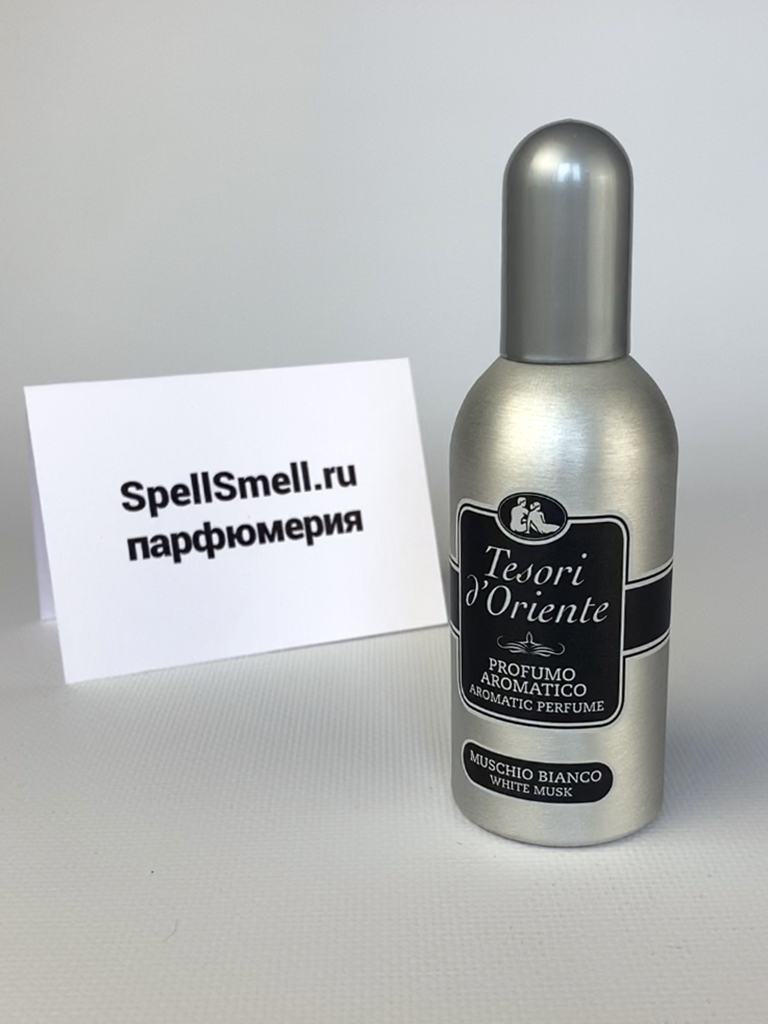 SpellSmell.ru
парфюмерия
Tesori
d'Oriente
PROFUMO
AROMATICO
AROMATIC PERFUME
MUSCHIO BIANCO
WHITE MUSK